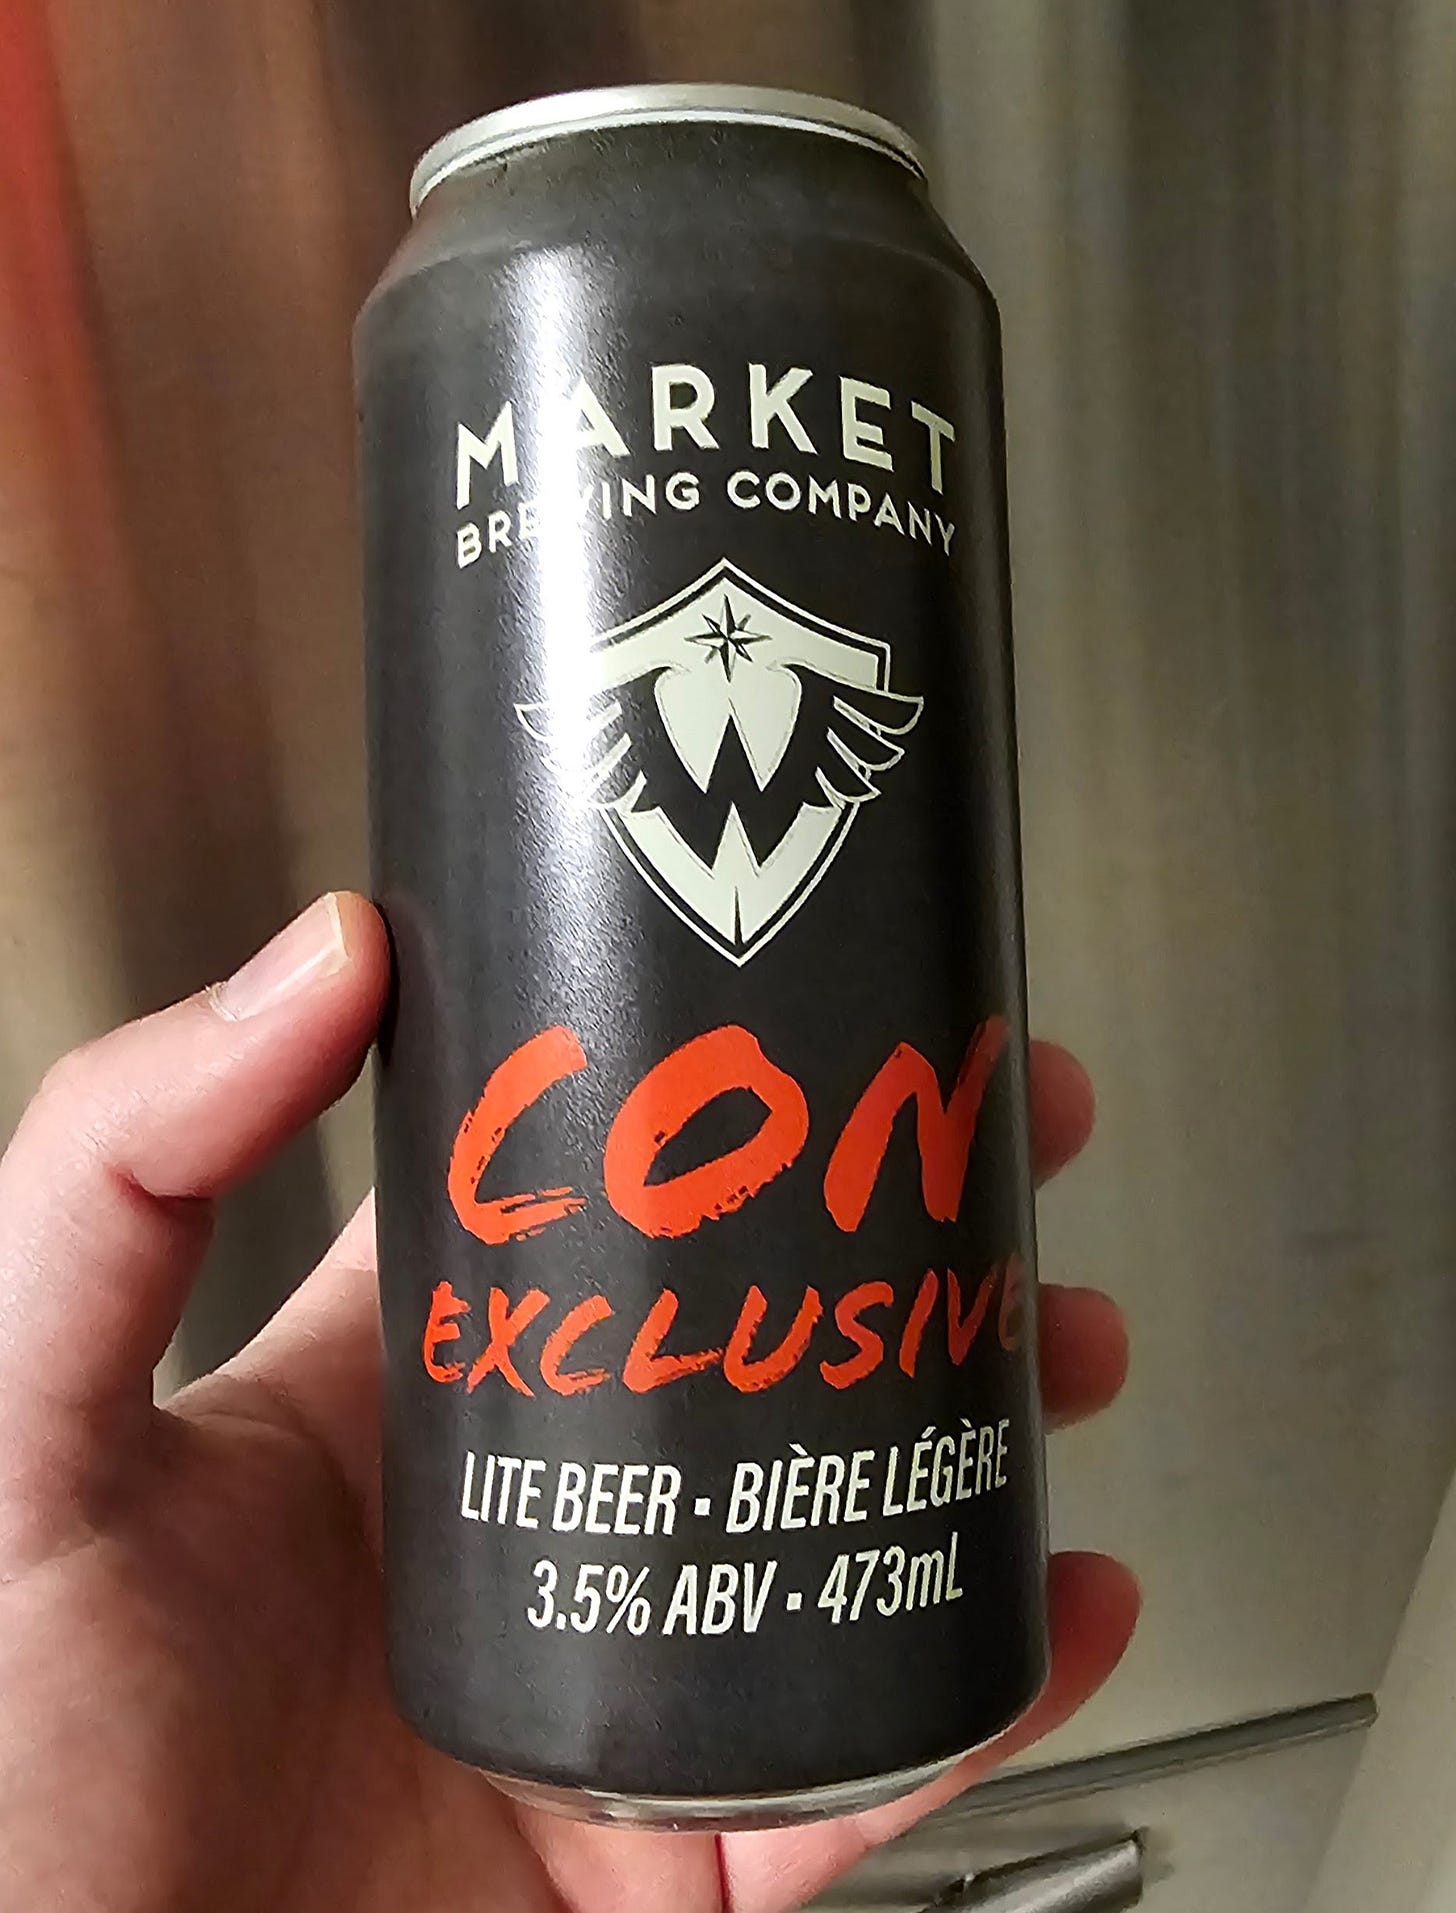 MARKET
BREWING COMPANY
CON
EXCLUSIVE
LITE BEER · BIÈRE LÉGÈRE
3.5% ABV · 473mL